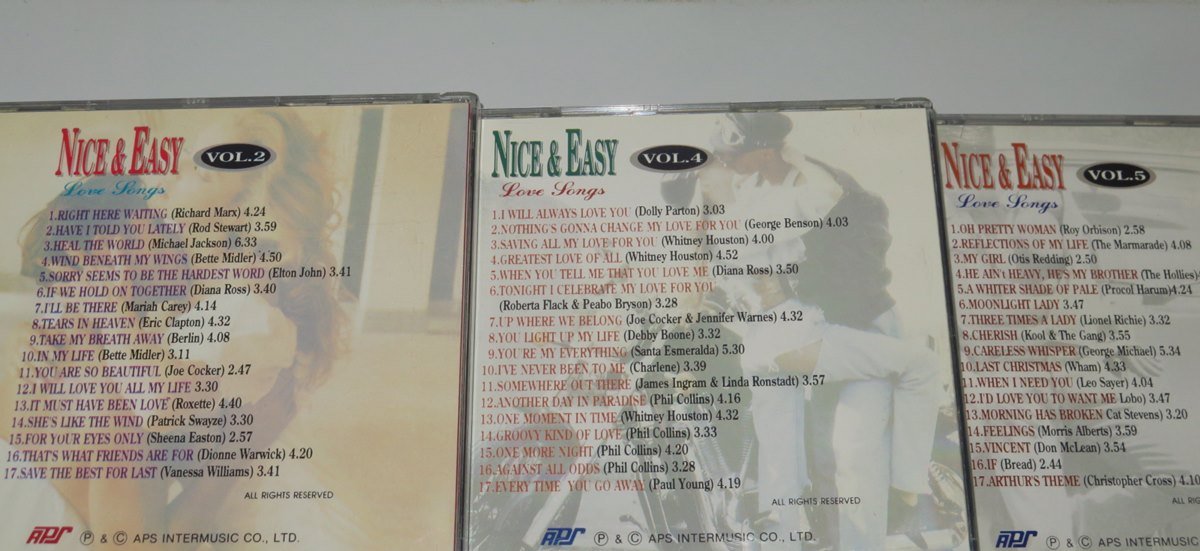 NICE & EASY VOL.2
Love Songs
1.RIGHT HERE WAITING (Richard Marx) 4.24
2.HAVE I TOLD YOU LATELY (Rod Stewart) 3.59
3.HEAL THE WORLD (Michael Jackson) 6.33
4.WIND BENEATH MY WINGS (Bette Midler) 4.50
5.SORRY SEEMS TO BE THE HARDEST WORD (Elton John) 3.41
6.IF WE HOLD ON TOGETHER (Diana Ross) 3.40
7.I'LL BE THERE (Mariah Carey) 4.14
8.TEARS IN HEAVEN (Eric Clapton) 4.32
9.TAKE MY BREATH AWAY (Berlin) 4.08
10.IN MY LIFE (Bette Midler) 3.11
11.YOU ARE SO BEAUTIFUL (Joe Cocker) 2.47
12.I WILL LOVE YOU ALL MY LIFE 3.30
13.IT MUST HAVE BEEN LOVE (Roxette) 4.40
14.SHE'S LIKE THE WIND (Patrick Swayze) 3.30
15.FOR YOUR EYES ONLY (Sheena Easton) 2.57
16.THAT'S WHAT FRIENDS ARE FOR (Dionne Warwick) 4.20
17.SAVE THE BEST FOR LAST (Vanessa Williams) 3.41
ALL RIGHTS RESERVED
APS Ⓟ & Ⓒ APS INTERMUSIC CO., LTD.
NICE & EASY VOL.4
Love Songs
1.I WILL ALWAYS LOVE YOU (Dolly Parton) 3.03
2.NOTHING'S GONNA CHANGE MY LOVE FOR YOU (George Benson) 4.03
3.SAVING ALL MY LOVE FOR YOU (Whitney Houston) 4.00
4.GREATEST LOVE OF ALL (Whitney Houston) 4.52
5.WHEN YOU TELL ME THAT YOU LOVE ME (Diana Ross) 3.50
6.TONIGHT I CELEBRATE MY LOVE FOR YOU
(Roberta Flack & Peabo Bryson) 3.28
7.UP WHERE WE BELONG (Joe Cocker & Jennifer Warnes) 4.32
8.YOU LIGHT UP MY LIFE (Debby Boone) 3.32
9.YOU'RE MY EVERYTHING (Santa Esmeralda) 5.30
10.I'VE NEVER BEEN TO ME (Charlene) 3.39
11.SOMEWHERE OUT THERE (James Ingram & Linda Ronstadt) 3.57
12.ANOTHER DAY IN PARADISE (Phil Collins) 4.16
13.ONE MOMENT IN TIME (Whitney Houston) 4.32
14.GROOVY KIND OF LOVE (Phil Collins) 3.33
15.ONE MORE NIGHT (Phil Collins) 4.20
16.AGAINST ALL ODDS (Phil Collins) 3.28
17.EVERY TIME YOU GO AWAY (Paul Young) 4.19
ALL RIGHTS RESERVED
APS Ⓟ & Ⓒ APS INTERMUSIC CO., LTD.
NICE & EASY VOL.5
Love Songs
1.OH PRETTY WOMAN (Roy Orbison) 2.58
2.REFLECTIONS OF MY LIFE (The Marmarade) 4.08
3.MY GIRL (Otis Redding) 2.50
4.HE AIN't HEAVY, HE'S MY BROTHER (The Hollies)
5.A WHITER SHADE OF PALE (Procol Harum)4.24
6.MOONLIGHT LADY 3.47
7.THREE TIMES A LADY (Lionel Richie) 3.32
8.CHERISH (Kool & The Gang) 3.55
9.CARELESS WHISPER (George Michael) 5.34
10.LAST CHRISTMAS (Wham) 4.33
11.WHEN I NEED YOU (Leo Sayer) 4.04
12.I'D LOVE YOU TO WANT ME Lobo) 3.47
13.MORNING HAS BROKEN Cat Stevens) 3.20
14.FEELINGS (Morris Alberts) 3.59
15.VINCENT (Don McLean) 3.54
16.IF (Bread) 2.44
17.ARTHUR'S THEME (Christopher Cross) 4.10
ALL RIGH
APS Ⓟ & Ⓒ APS INTERMUSIC